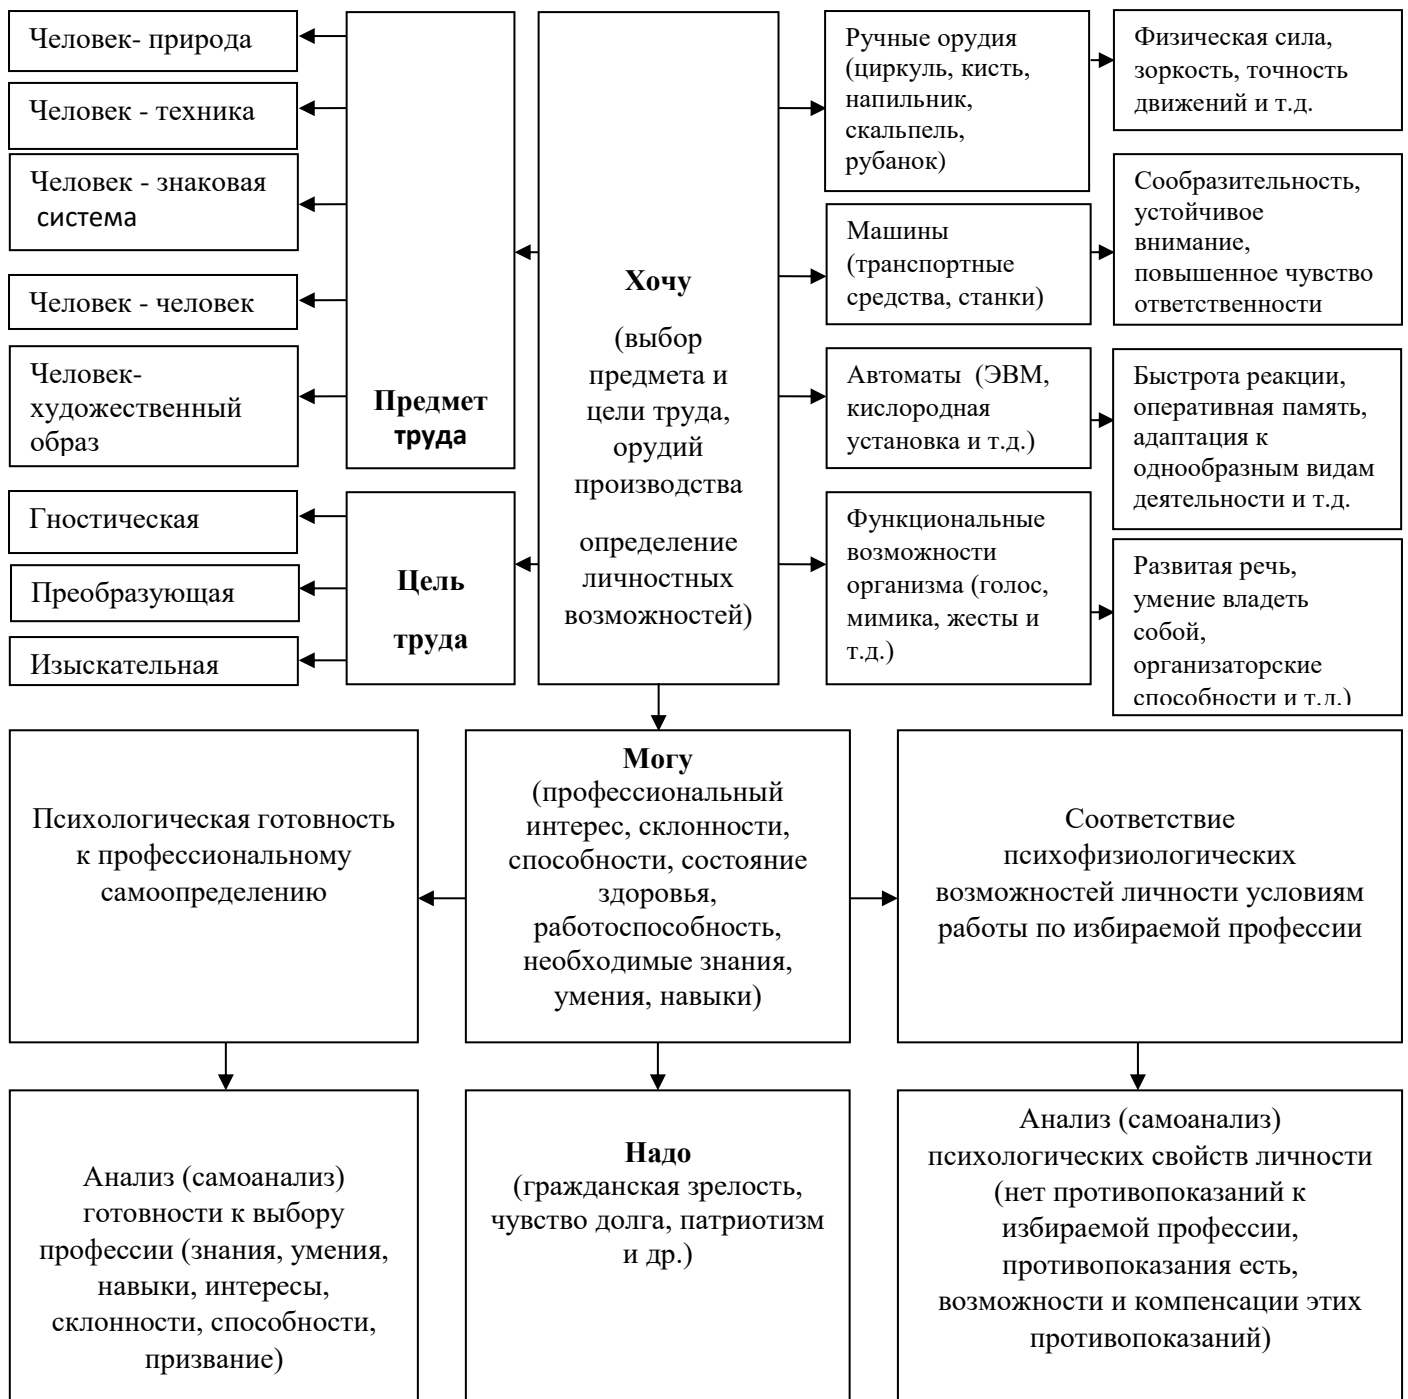 Человек- природа
Человек - техника
Человек - знаковая
система
Человек - человек
Человек-
художественный
образ
Гностическая
Преобразующая
Изыскательная
Предмет
труда
Цель
труда
Хочу
(выбор
предмета и
цели труда,
орудий
производства
определение
личностных
возможностей)
Ручные орудия
(циркуль, кисть,
напильник,
скальпель,
рубанок)
Машины
(транспортные
средства, станки)
Автоматы (ЭВМ,
кислородная
установка и т.д.)
Функциональные
возможности
организма (голос,
мимика, жесты и
т.д.)
Физическая сила,
зоркость, точность
движений и т.д.
Сообразительность,
устойчивое
внимание,
повышенное чувство
ответственности
Быстрота реакции,
оперативная память,
адаптация к
однообразным видам
деятельности и т.д.
Развитая речь,
умение владеть
собой,
организаторские
способности и т.д.)
Психологическая готовность
к профессиональному
самоопределению
Могу
(профессиональный
интерес, склонности,
способности, состояние
здоровья,
работоспособность,
необходимые знания,
умения, навыки)
Соответствие
психофизиологических
возможностей личности условиям
работы по избираемой профессии
Анализ (самоанализ)
готовности к выбору
профессии (знания, умения,
навыки, интересы,
склонности, способности,
призвание)
Надо
(гражданская зрелость,
чувство долга, патриотизм
и др.)
Анализ (самоанализ)
психологических свойств личности
(нет противопоказаний к
избираемой профессии,
противопоказания есть,
возможности и компенсации этих
противопоказаний)